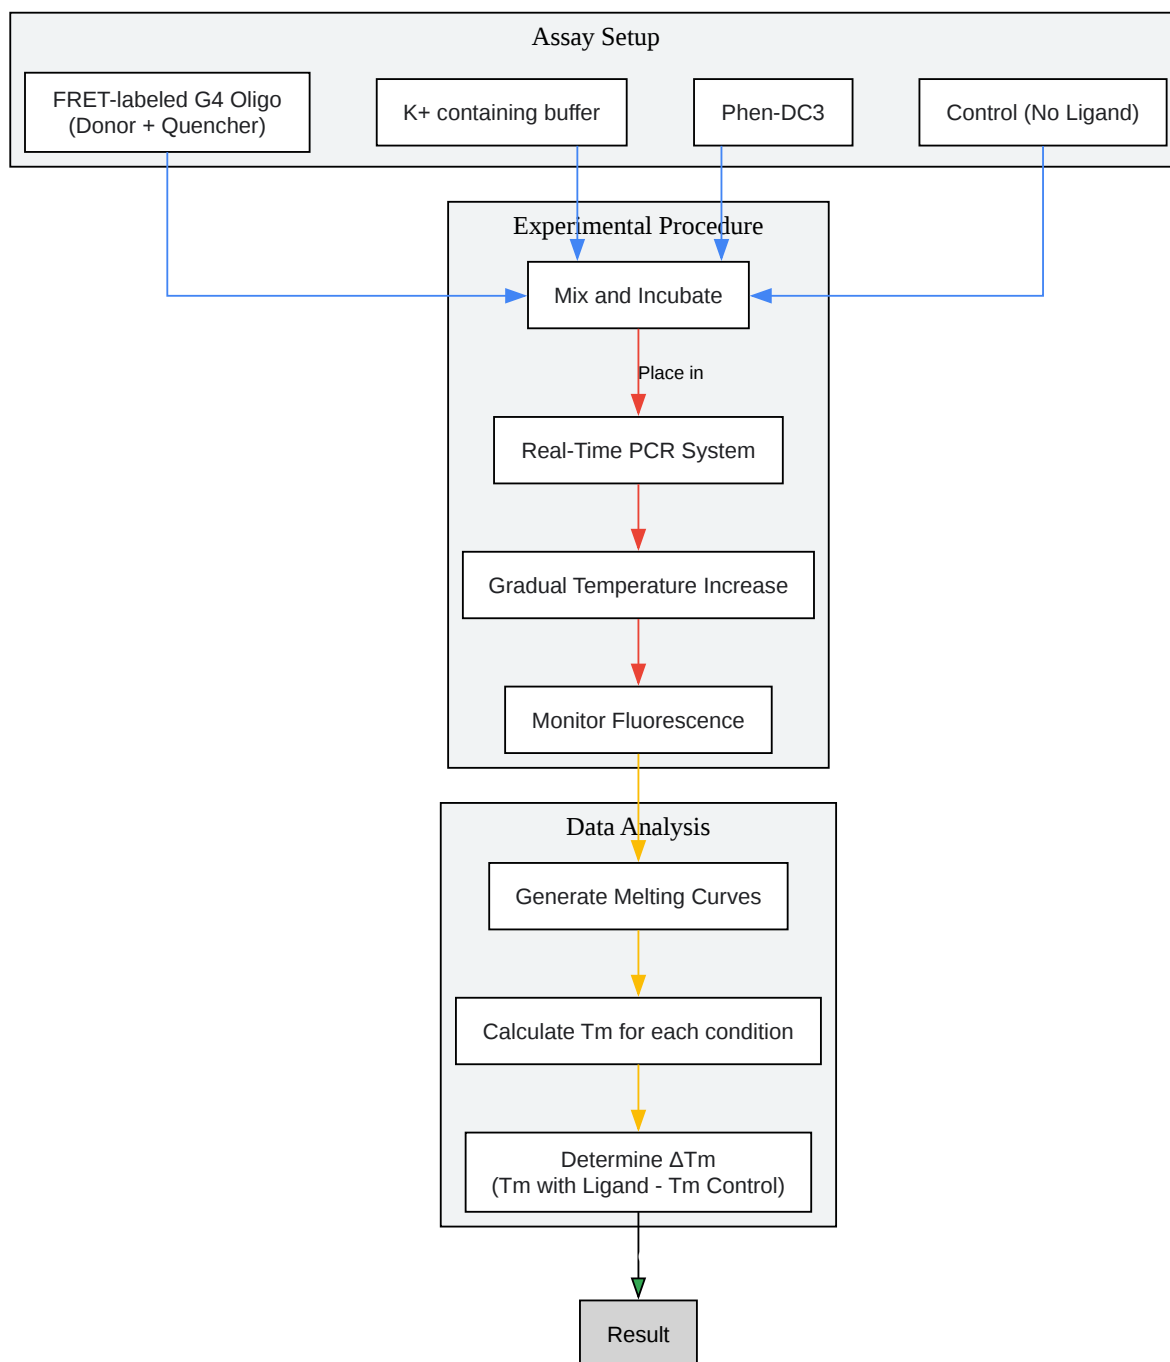 Assay Setup
FRET-labeled G4 Oligo
(Donor + Quencher)
K+ containing buffer
Phen-DC3
Control (No Ligand)
Experimental Procedure
Mix and Incubate
Place in
Real-Time PCR System
Gradual Temperature Increase
Monitor Fluorescence
Data Analysis
Generate Melting Curves
Calculate Tm for each condition
Determine ΔTm
(Tm with Ligand - Tm Control)
Result